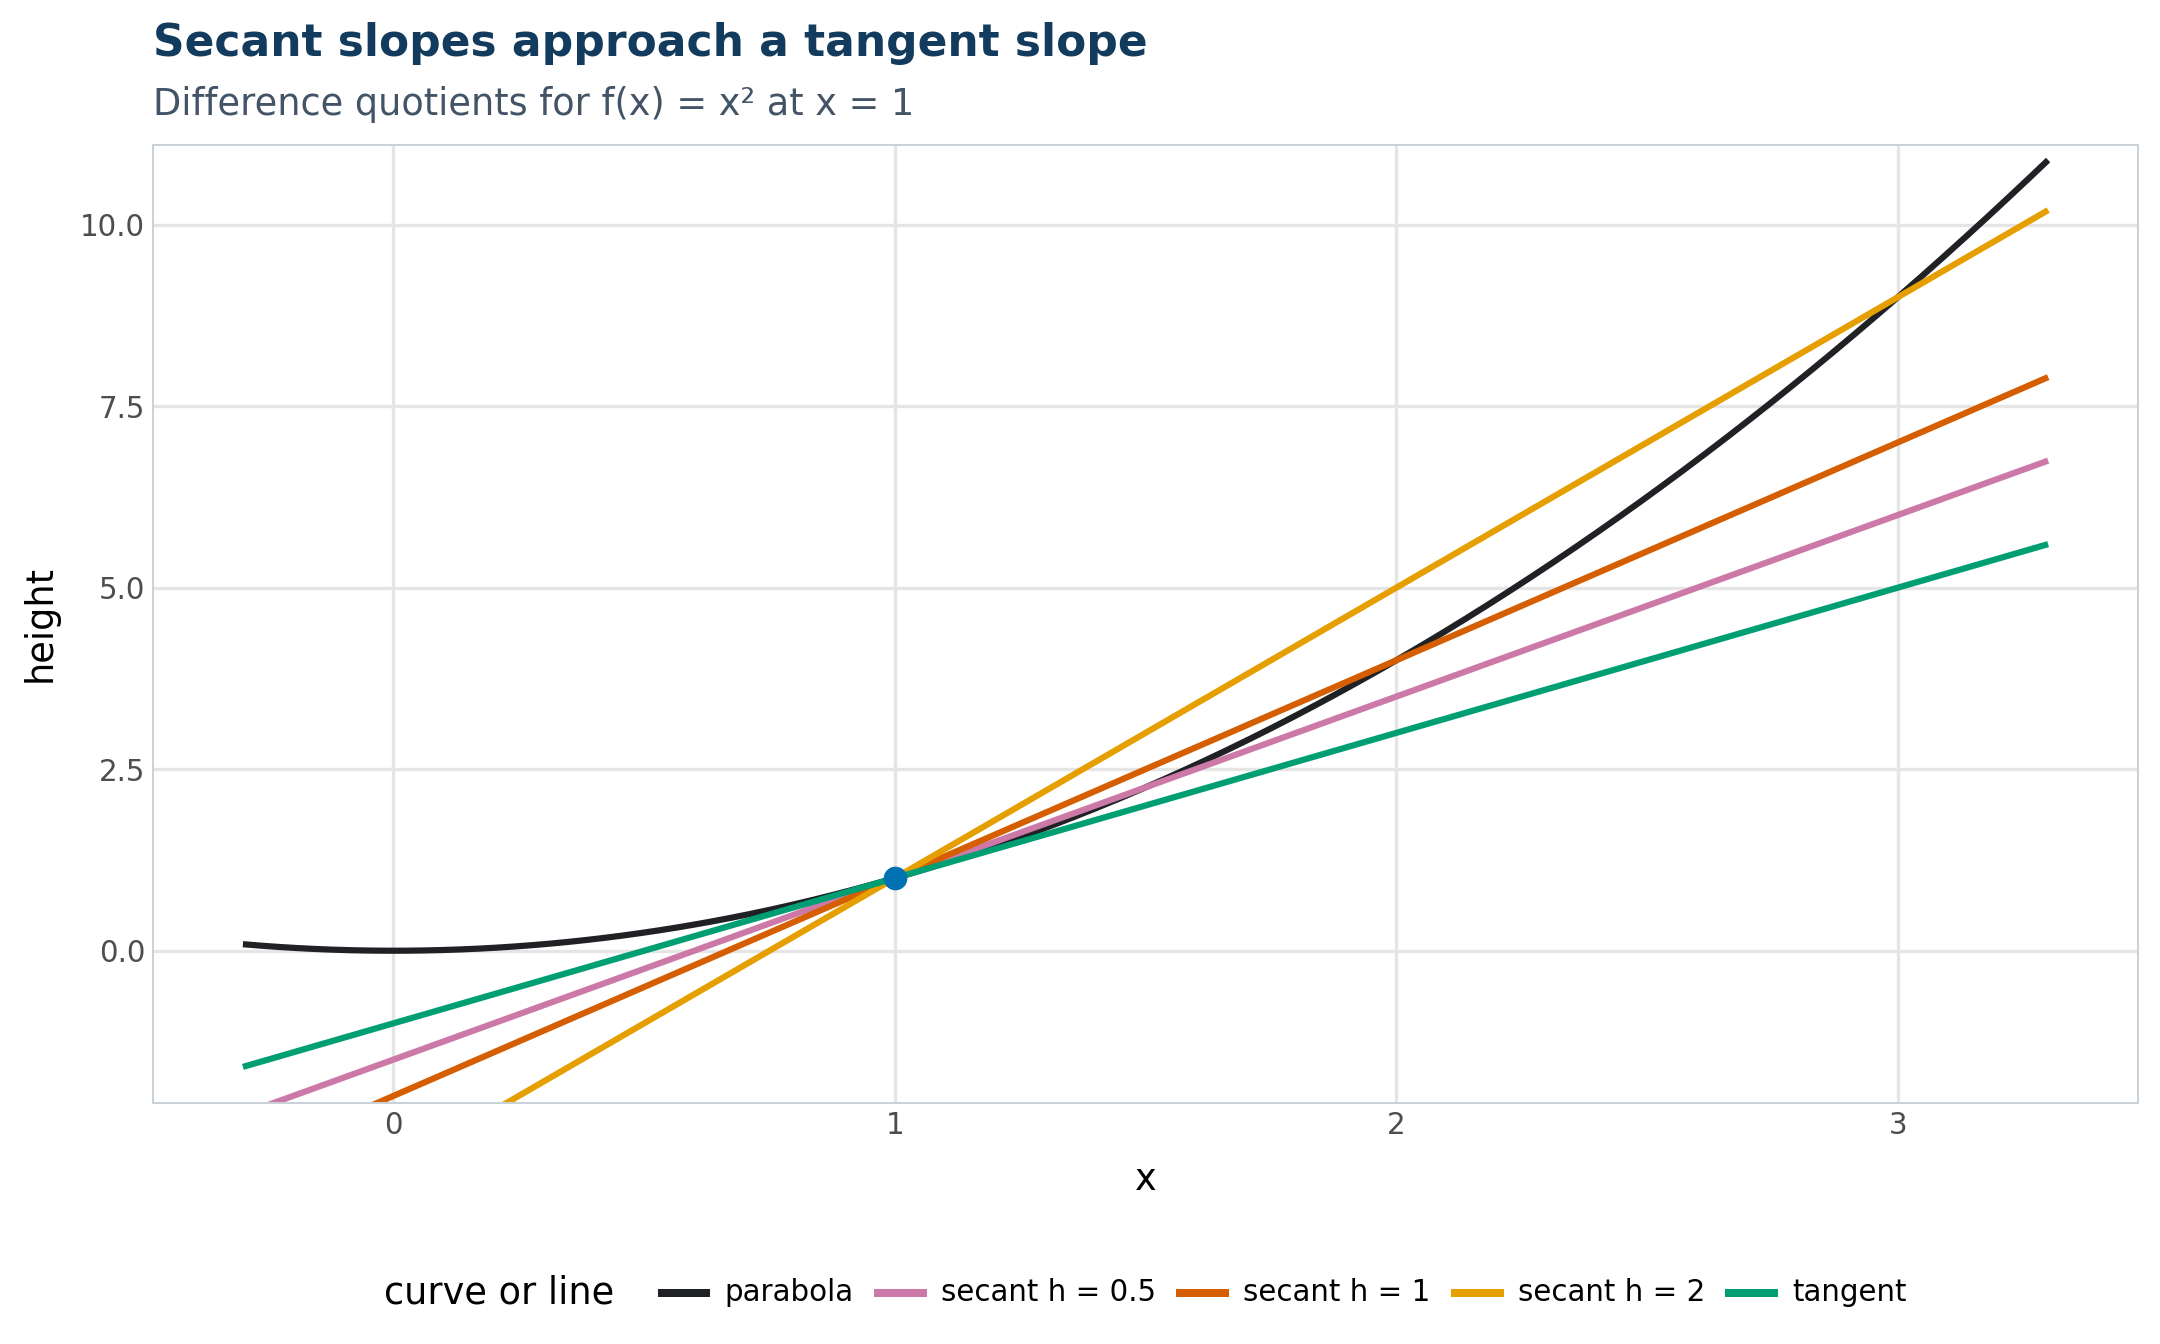 Secant slopes approach a tangent slope
Difference quotients for f(x) = x² at x = 1
10.0
7.5
5.0
2.5
0.0
height
0 1 2 3
x
curve or line parabola secant h = 0.5 secant h = 1 secant h = 2 tangent